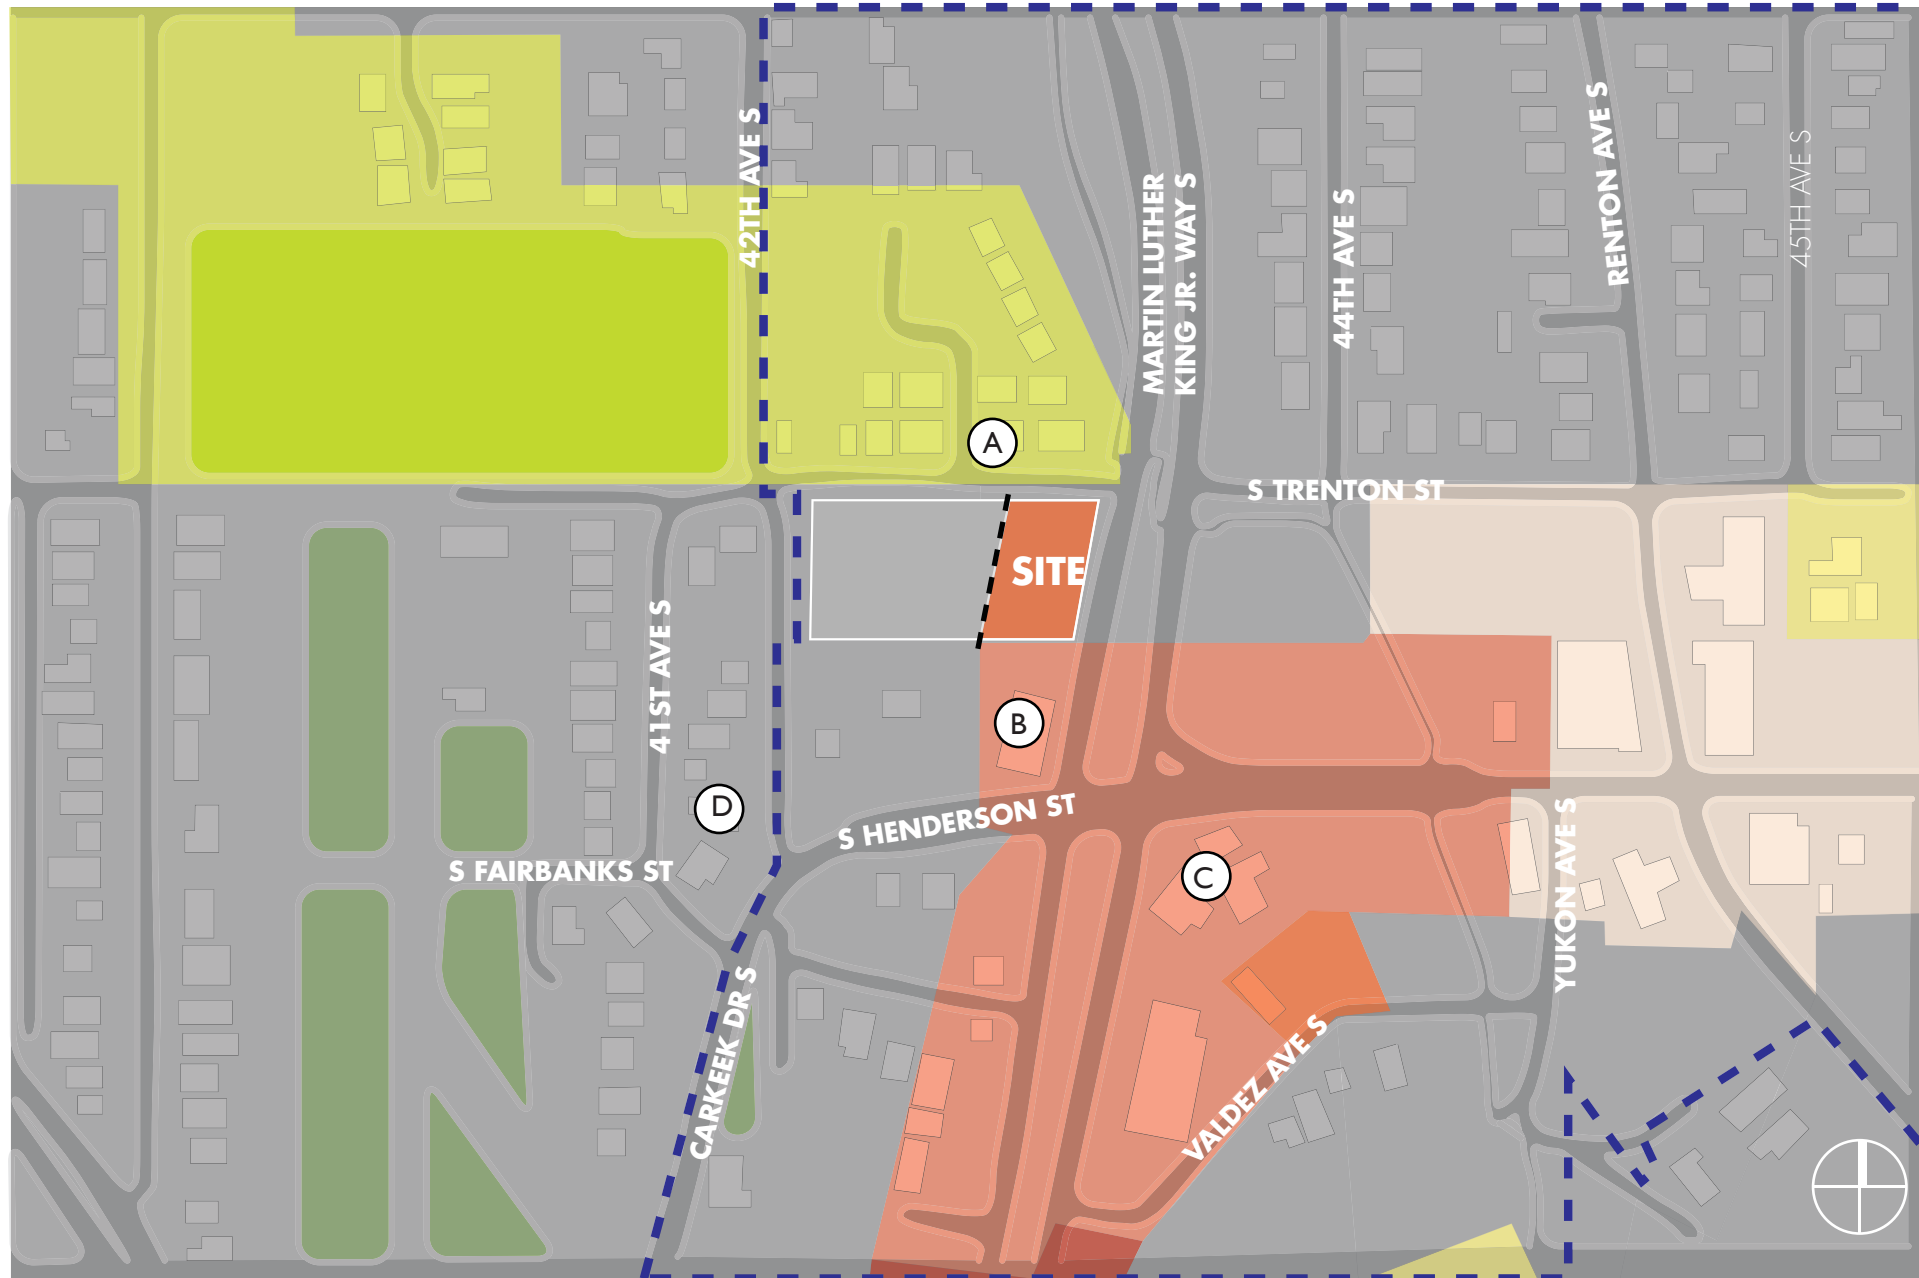 42TH AVE S
MARTIN LUTHER
KING JR. WAY S
44TH AVE S
RENTON AVE S
45TH AVE S
A
S TRENTON ST
SITE
41ST AVE S
B
D
S HENDERSON ST
S FAIRBANKS ST
C
YUKON AVE S
CARKEEK DR S
VALDEZ AVE S